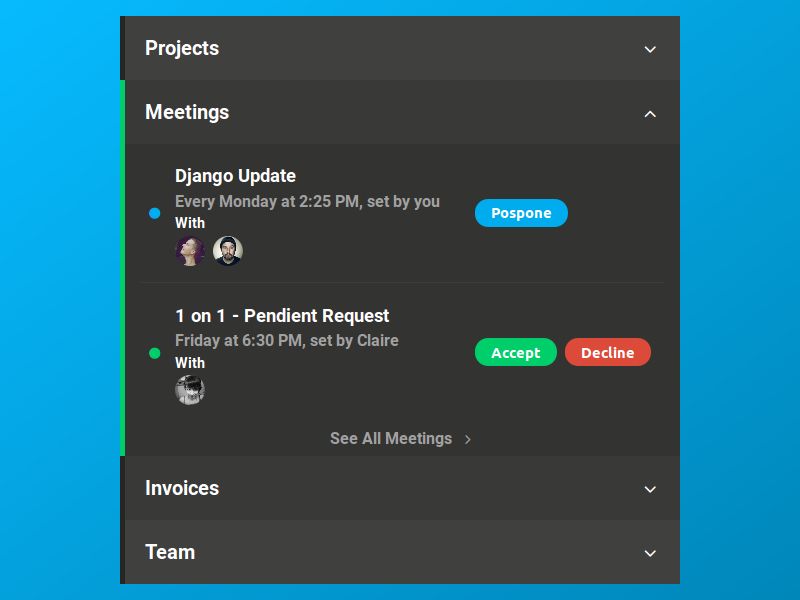 Projects
Meetings
Django Update
Every Monday at 2:25 PM, set by you
With
Pospone
1 on 1 - Pendient Request
Friday at 6:30 PM, set by Claire
With
Accept
Decline
See All Meetings
Invoices
Team